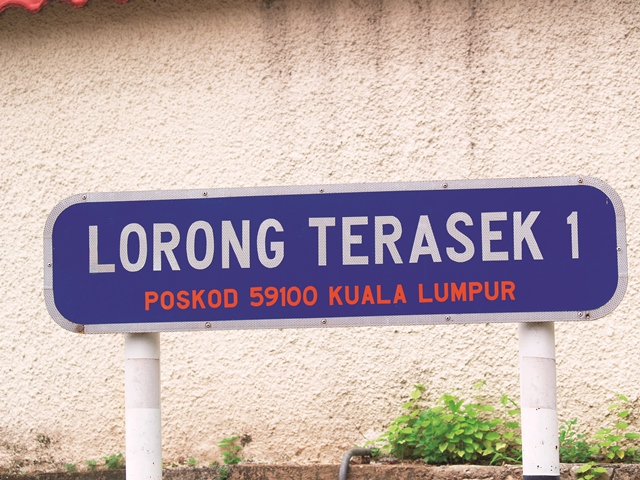 LORONG TERASEK 1
POSKOD 59100 KUALA LUMPUR